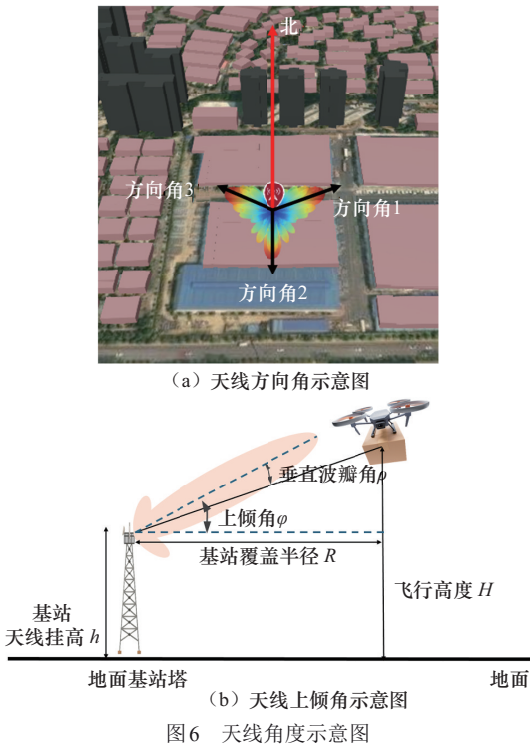 北
方向角3
方向角1
方向角2
（a）天线方向角示意图
垂直波瓣角ρ
上倾角φ
基站覆盖半径 R
飞行高度 H
基站
天线挂高 h
地面基站塔
地面
（b）天线上倾角示意图
图6 天线角度示意图